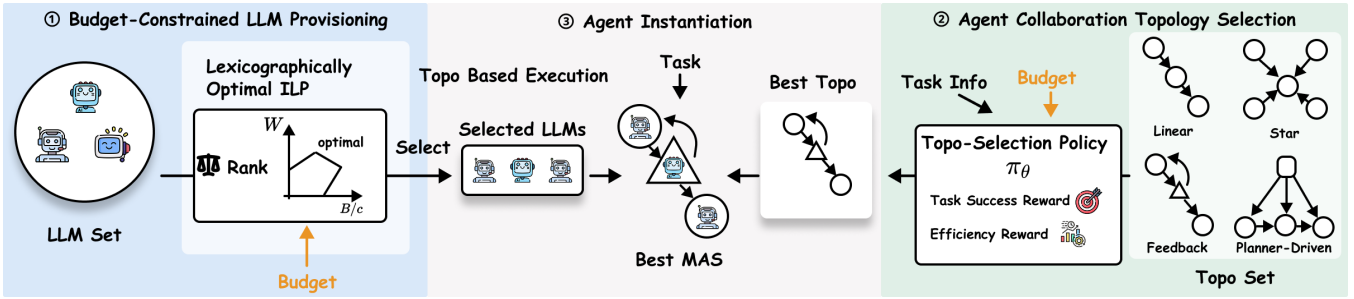 ① Budget-Constrained LLM Provisioning
Lexicographically
Optimal ILP
W
optimal
Rank
B/c
LLM Set
Budget
Select
③ Agent Instantiation
Topo Based Execution
Task
Selected LLMs
Best Topo
Best MAS
② Agent Collaboration Topology Selection
Task Info
Budget
Topo-Selection Policy
πθ
Task Success Reward
Efficiency Reward
Linear
Star
Feedback
Planner-Driven
Topo Set